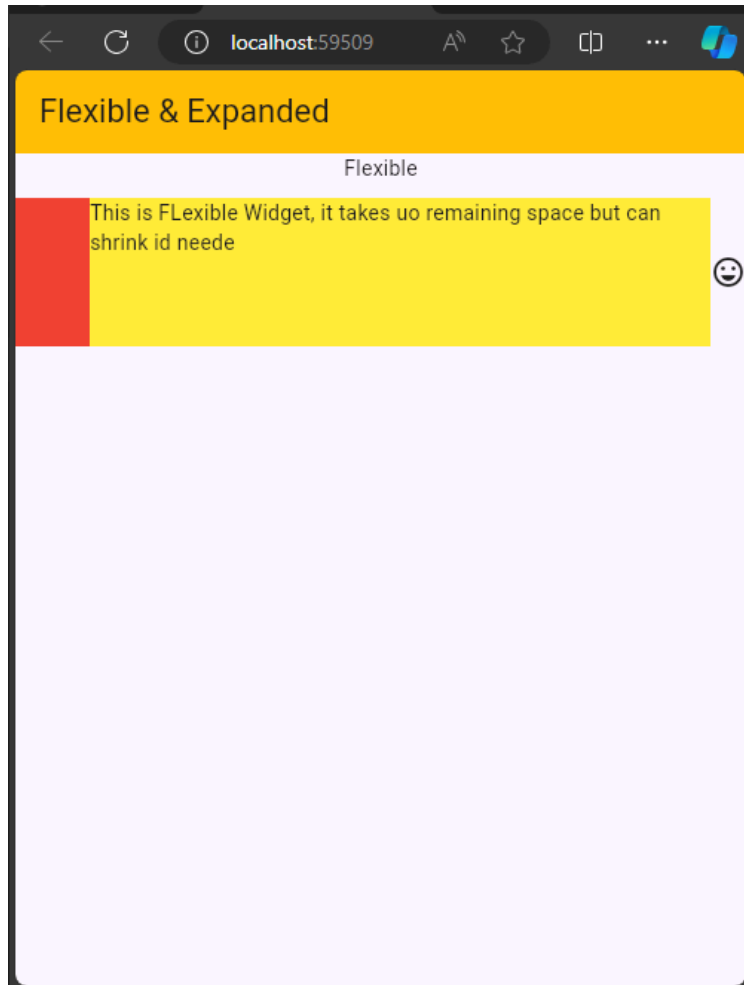 localhost:59509
Flexible & Expanded
Flexible
This is FLexible Widget, it takes uo remaining space but can
shrink id neede